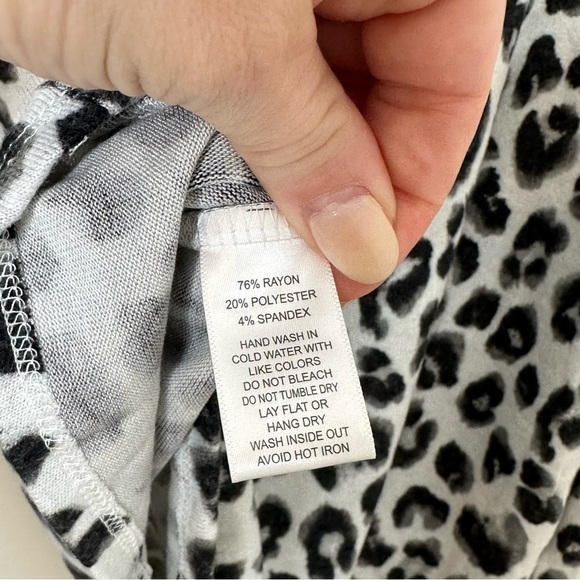 76% RAYON
20% POLYESTER
4% SPANDEX
HAND WASH IN
COLD WATER WITH
LIKE COLORS
DO NOT BLEACH
DO NOT TUMBLE DRY
LAY FLAT OR
HANG DRY
WASH INSIDE OUT
AVOID HOT IRON